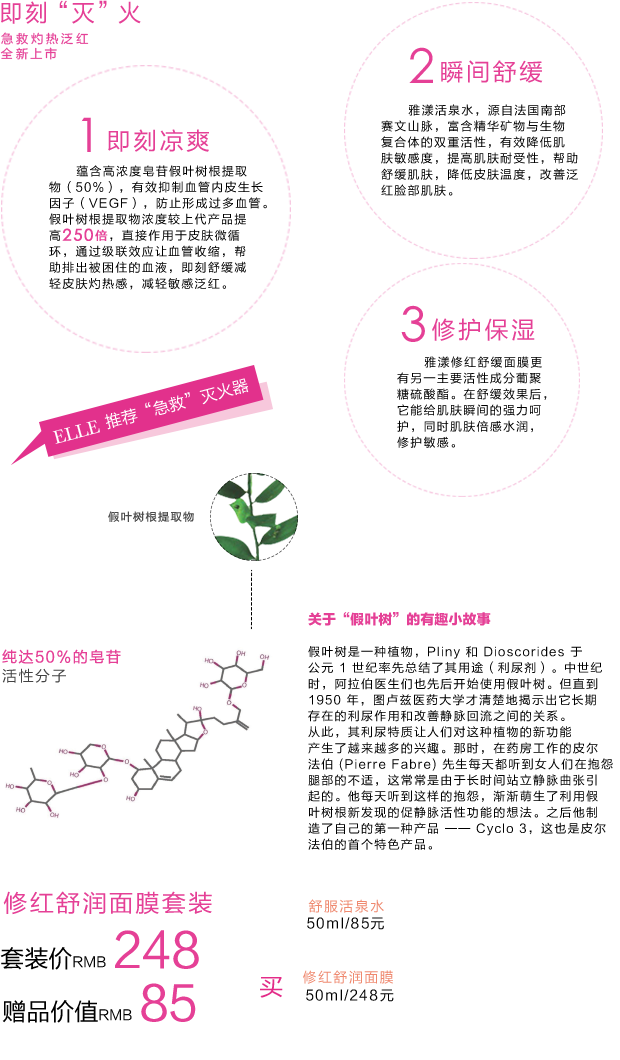 即刻“灭”火
急救灼热泛红
全新上市
1 即刻凉爽
蕴含高浓度皂苷假叶树根提取
物（50%），有效抑制血管内皮生长
因子（VEGF），防止形成过多血管。
假叶树根提取物浓度较上代产品提
高250倍，直接作用于皮肤微循
环，通过级联效应让血管收缩，帮
助排出被困住的血液，即刻舒缓减
轻皮肤灼热感，减轻敏感泛红。
2 瞬间舒缓
雅漾活泉水，源自法国南部
赛文山脉，富含精华矿物与生物
复合体的双重活性，有效降低肌
肤敏感度，提高肌肤耐受性，帮助
舒缓肌肤，降低皮肤温度，改善泛
红脸部肌肤。
3 修护保湿
雅漾修红舒缓面膜更
有另一主要活性成分葡聚
糖硫酸酯。在舒缓效果后，
它能给肌肤瞬间的强力呵
护，同时肌肤倍感水润，
修护敏感。
ELLE 推荐“急救”灭火器
假叶树根提取物
纯达50%的皂苷
活性分子
OH
OH
HO
HO
O
O
HO
O
O
HO
HO
O
O
O
HO
HO
O
HO
OH
关于“假叶树”的有趣小故事
假叶树是一种植物，Pliny 和 Dioscorides 于
公元 1 世纪率先总结了其用途（利尿剂）。中世纪
时，阿拉伯医生们也先后开始使用假叶树。但直到
1950 年，图卢兹医药大学才清楚地揭示出它长期
存在的利尿作用和改善静脉回流之间的关系。
从此，其利尿特质让人们对这种植物的新功能
产生了越来越多的兴趣。那时，在药房工作的皮尔
法伯 (Pierre Fabre) 先生每天都听到女人们在抱怨
腿部的不适，这常常是由于长时间站立静脉曲张引
起的。他每天听到这样的抱怨，渐渐萌生了利用假
叶树根新发现的促静脉活性功能的想法。之后他制
造了自己的第一种产品 —— Cyclo 3，这也是皮尔
法伯的首个特色产品。
修红舒润面膜套装
套装价RMB 248
赠品价值RMB 85
舒服活泉水
50ml/85元
买
修红舒润面膜
50ml/248元